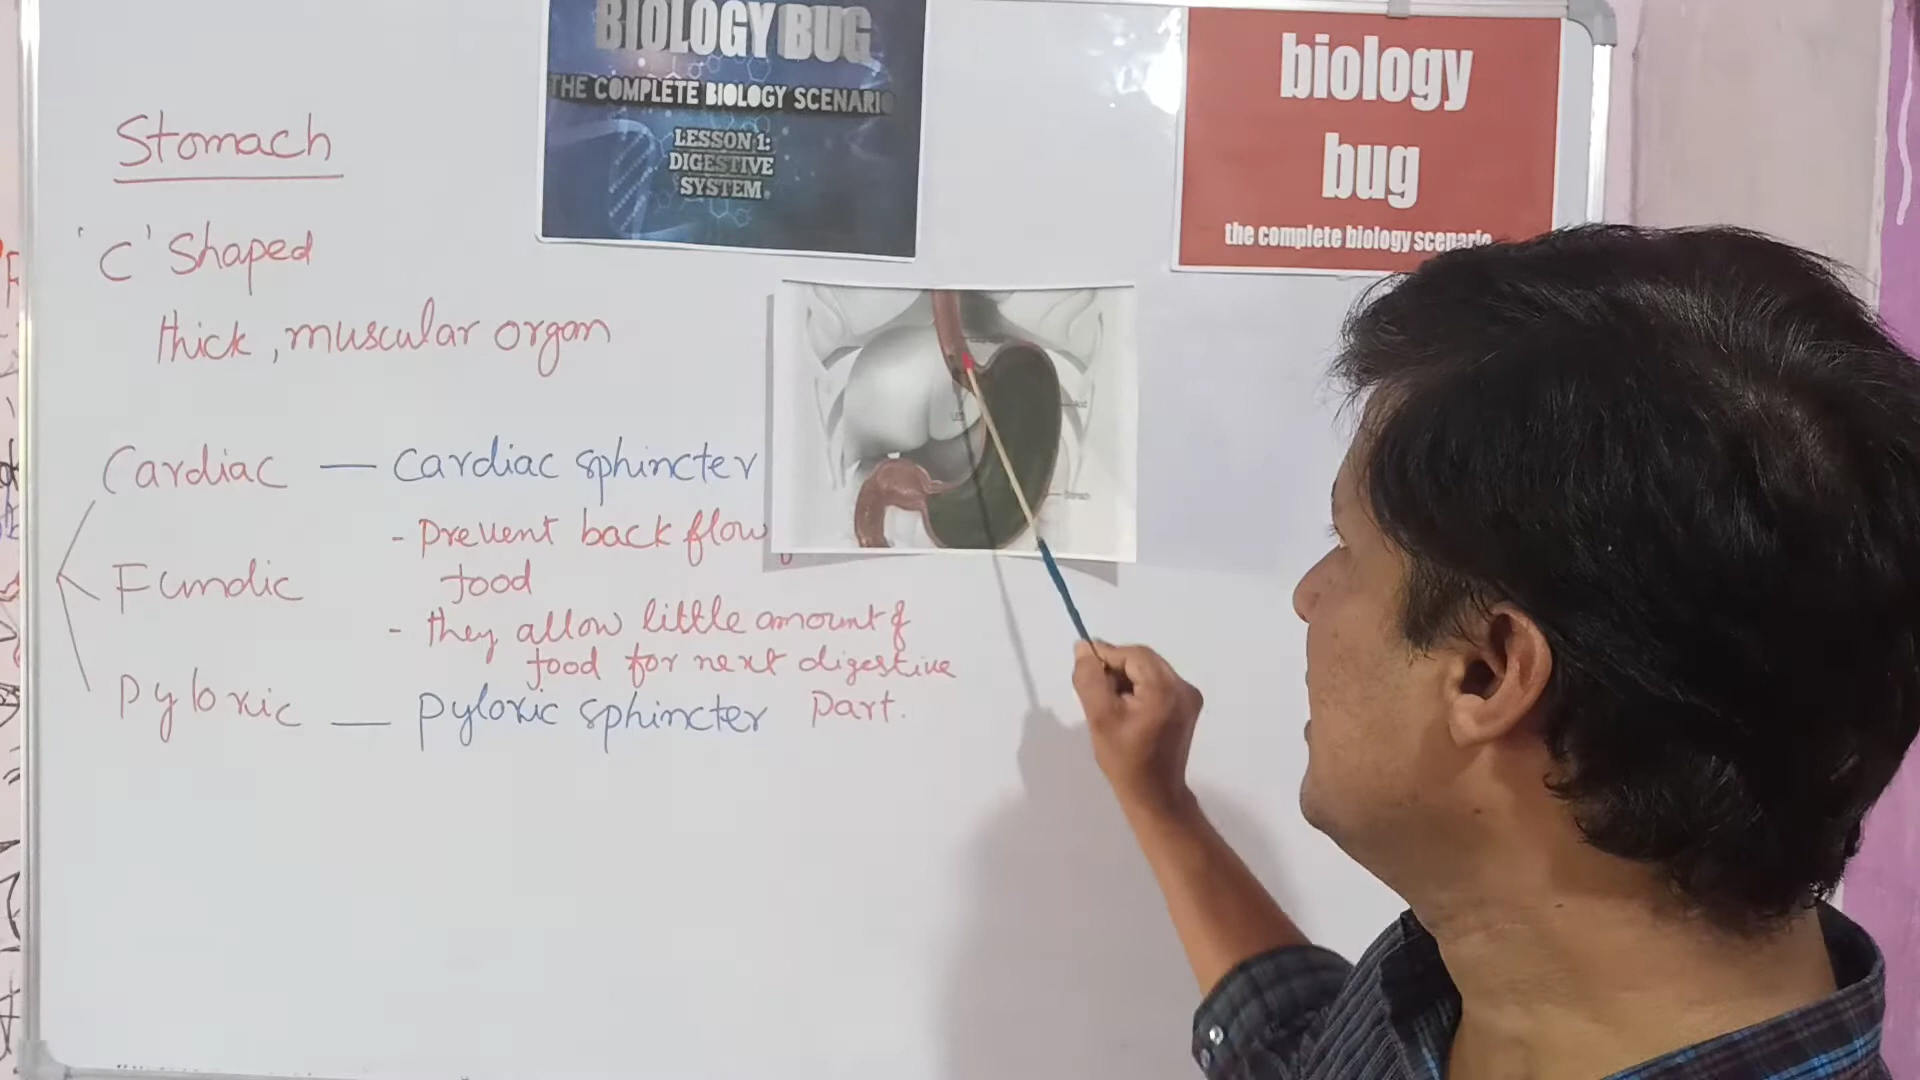 BIOLOGY BUG
THE COMPLETE BIOLOGY SCENARIO
LESSON 1:
DIGESTIVE
SYSTEM
biology
bug
the complete biology scenario
Stomach
'C' Shaped
thick, muscular organ
Cardiac — Cardiac sphincter
- Prevent back flow
food
Fundic
- they allow little amount of
food for next digestive
Part.
Pyloric — Pyloric sphincter